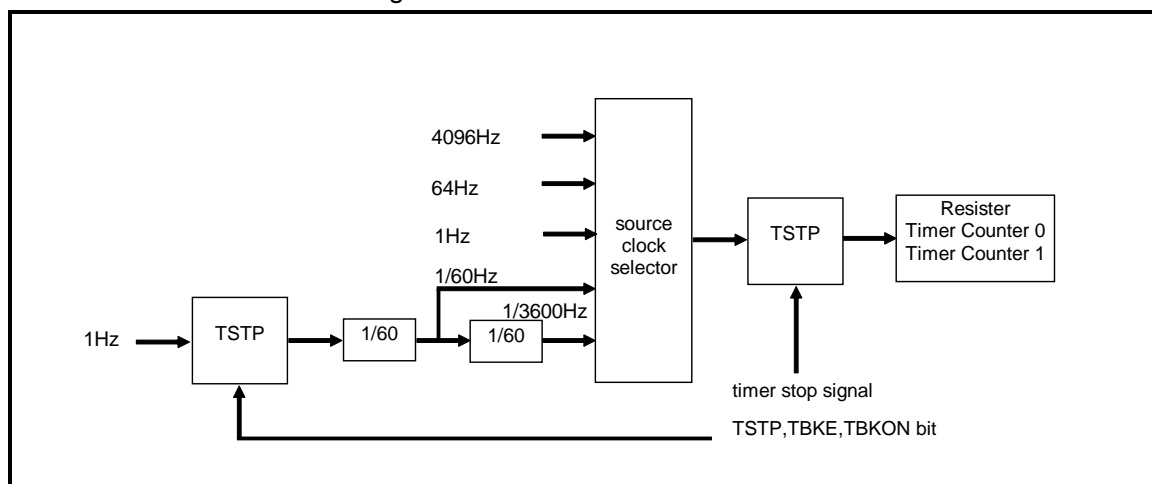 4096Hz
64Hz
1Hz
1/60Hz
1/3600Hz
source
clock
selector
TSTP
Resister
Timer Counter 0
Timer Counter 1
1Hz
TSTP
1/60
1/60
timer stop signal
TSTP,TBKE,TBKON bit